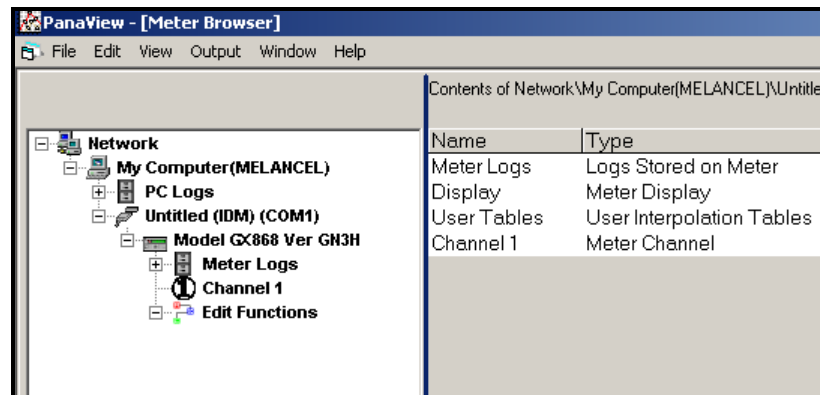 PanaView - [Meter Browser]
File Edit View Output Window Help
Contents of Network\My Computer(MELANCEL)\Untitle
Network
My Computer(MELANCEL)
PC Logs
Untitled (IDM) (COM1)
Model GX868 Ver GN3H
Meter Logs
1 Channel 1
Edit Functions
Name Type
Meter Logs Logs Stored on Meter
Display Meter Display
User Tables User Interpolation Tables
Channel 1 Meter Channel